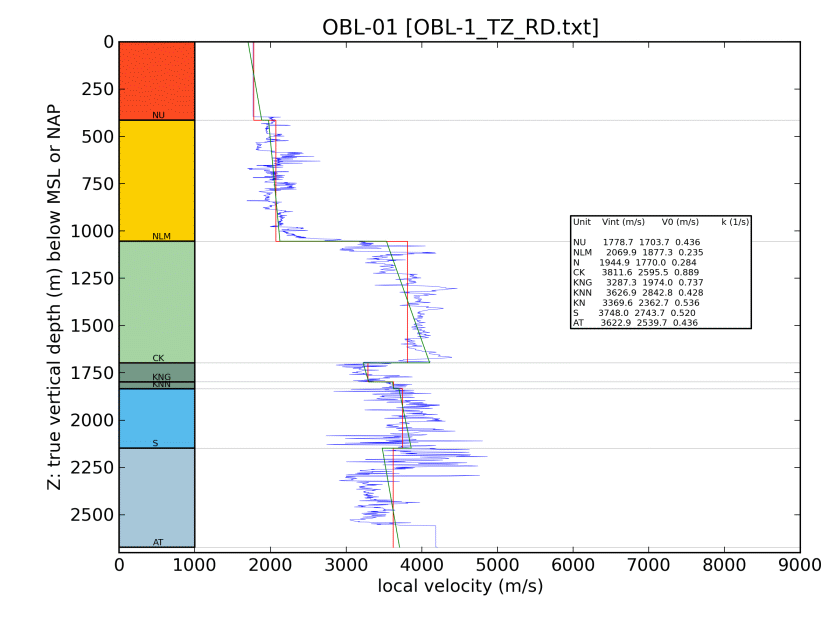 OBL-01 [OBL-1_TZ_RD.txt]
Z: true vertical depth (m) below MSL or NAP
0
250
500
750
1000
1250
1500
1750
2000
2250
2500
NU
NLM
CK
KNG
KNN
S
AT
Unit Vint (m/s) V0 (m/s) k (1/s)
NU 1778.7 1703.7 0.436
NLM 2069.9 1877.3 0.235
N 1944.9 1770.0 0.284
CK 3811.6 2595.5 0.889
KNG 3287.3 1974.0 0.737
KNN 3626.9 2842.8 0.428
KN 3369.6 2362.7 0.536
S 3748.0 2743.7 0.520
AT 3622.9 2539.7 0.436
0 1000 2000 3000 4000 5000 6000 7000 8000 9000
local velocity (m/s)